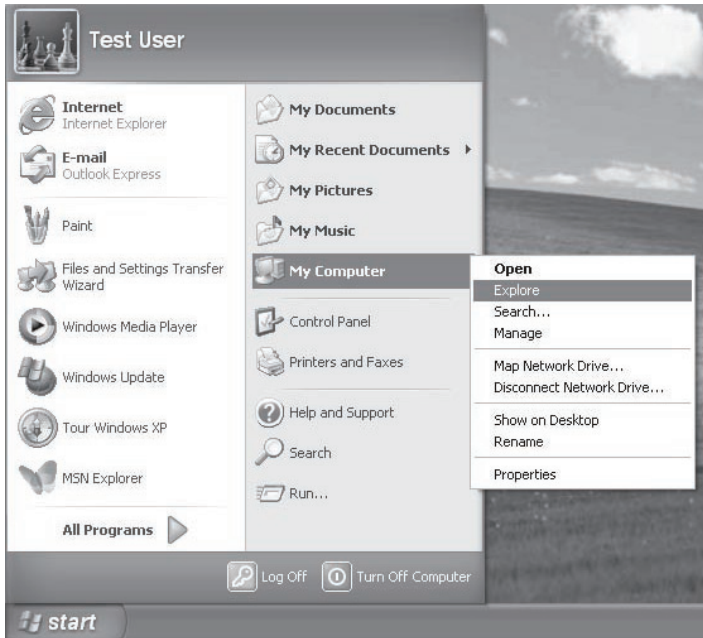 Test User
Internet
Internet Explorer
E-mail
Outlook Express
Paint
Files and Settings Transfer
Wizard
Windows Media Player
Windows Update
Tour Windows XP
MSN Explorer
All Programs
My Documents
My Recent Documents
My Pictures
My Music
My Computer
Control Panel
Printers and Faxes
Help and Support
Search
Run...
Open
Explore
Search...
Manage
Map Network Drive...
Disconnect Network Drive...
Show on Desktop
Rename
Properties
Log Off
Turn Off Computer
start